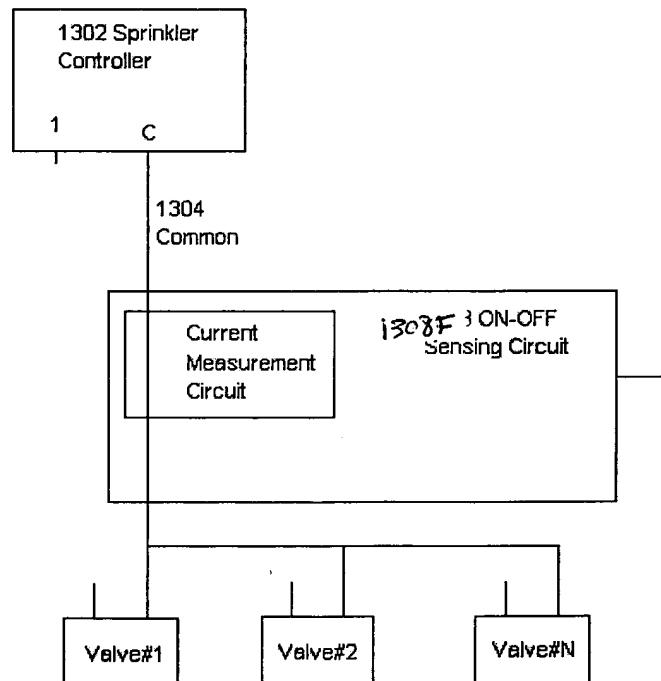 1302 Sprinkler
Controller
1
C
1304
Common
Current
Measurement
Circuit
1308F 3 ON-OFF
Sensing Circuit
Valve#1
Valve#2
Valve#N